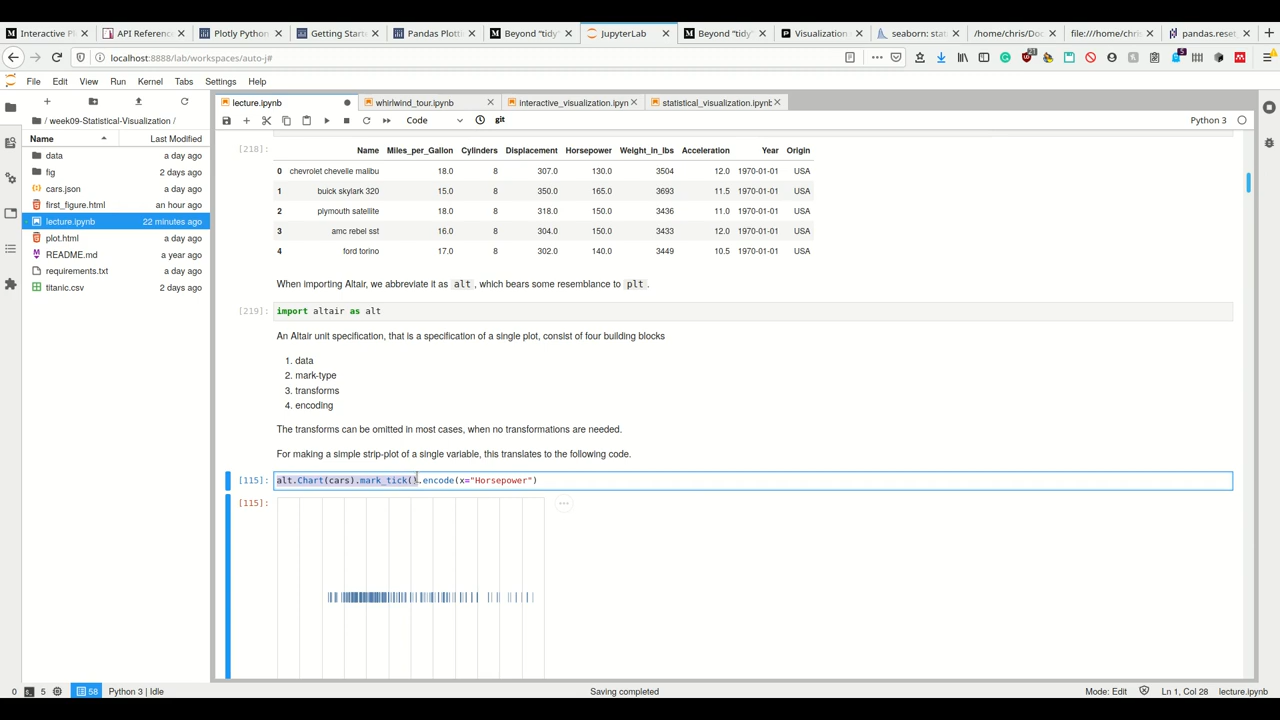 Interactive Pl
API Reference
Plotly Python
Getting Starte
Pandas Plotti
Beyond “tidy”
JupyterLab
Beyond “tidy”
Visualization
seaborn: stat
/home/chris/Doc
file:///home/chris
pandas.reset
localhost:8888/lab/workspaces/auto-j#
File Edit View Run Kernel Tabs Settings Help
lecture.ipynb
whirlwind_tour.ipynb
interactive_visualization.ipyn
statistical_visualization.ipynb
/ week09-Statistical-Visualization /
Code
git
Python 3
Name Last Modified
data a day ago
fig 2 days ago
cars.json a day ago
first_figure.html an hour ago
lecture.ipynb 22 minutes ago
plot.html a day ago
README.md a year ago
requirements.txt a day ago
titanic.csv 2 days ago
[218]:
Name Miles_per_Gallon Cylinders Displacement Horsepower Weight_in_lbs Acceleration Year Origin
0 chevrolet chevelle malibu 18.0 8 307.0 130.0 3504 12.0 1970-01-01 USA
1 buick skylark 320 15.0 8 350.0 165.0 3693 11.5 1970-01-01 USA
2 plymouth satellite 18.0 8 318.0 150.0 3436 11.0 1970-01-01 USA
3 amc rebel sst 16.0 8 304.0 150.0 3433 12.0 1970-01-01 USA
4 ford torino 17.0 8 302.0 140.0 3449 10.5 1970-01-01 USA
When importing Altair, we abbreviate it as alt, which bears some resemblance to plt.
[219]: import altair as alt
An Altair unit specification, that is a specification of a single plot, consist of four building blocks
1. data
2. mark-type
3. transforms
4. encoding
The transforms can be omitted in most cases, when no transformations are needed.
For making a simple strip-plot of a single variable, this translates to the following code.
[115]: alt.Chart(cars).mark_tick().encode(x="Horsepower")
[115]:
0 5 58 Python 3 | Idle Saving completed Mode: Edit Ln 1, Col 28 lecture.ipynb